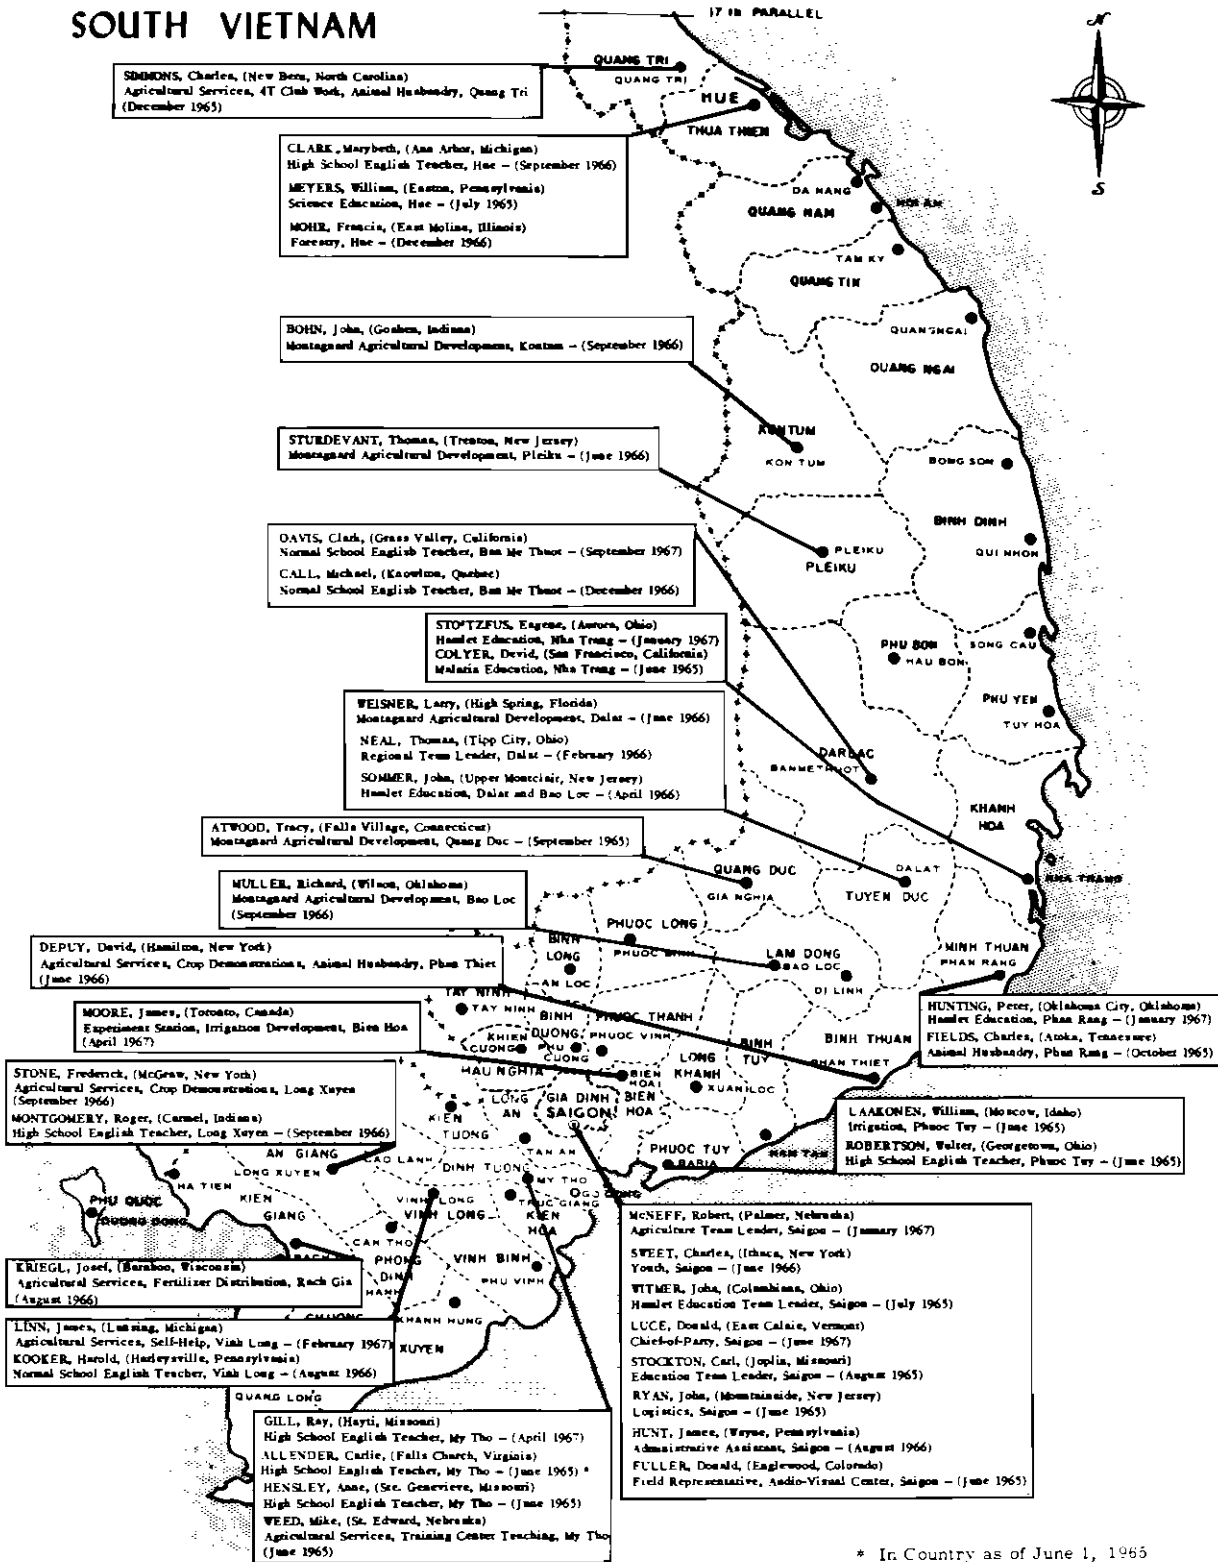 SOUTH VIETNAM
17 IN PARALLEL
N
S
SIMMONS, Charles, (New Bern, North Carolina)
Agricultural Services, 4T Club Work, Animal Husbandry, Quang Tri
(December 1965)
QUANG TRI
QUANG TRI
HUE
THUA THIEN
CLARK, Marybeth, (Ann Arbor, Michigan)
High School English Teacher, Hue – (September 1966)
MEYERS, William, (Easton, Pennsylvania)
Science Education, Hue – (July 1965)
MOHR, Francis, (East Moline, Illinois)
Forestry, Hue – (December 1966)
DA NANG
HOI AN
QUANG NAM
TAM KY
QUANG TIN
QUANGNGAI
QUANG NGAI
BOHN, John, (Goshen, Indiana)
Montagnard Agricultural Development, Kontum – (September 1966)
KONTUM
KON TUM
BONG SON
STURDEVANT, Thomas, (Trenton, New Jersey)
Montagnard Agricultural Development, Pleiku – (June 1966)
BINH DINH
QUI NHON
PLEIKU
PLEIKU
DAVIS, Clark, (Grass Valley, California)
Normal School English Teacher, Ban Me Thuot – (September 1967)
CALL, Michael, (Knowlton, Quebec)
Normal School English Teacher, Ban Me Thuot – (December 1966)
STOTZFUS, Eugene, (Aurora, Ohio)
Hamlet Education, Nha Trang – (January 1967)
COLYER, David, (San Francisco, California)
Malaria Education, Nha Trang – (June 1965)
PHU BON
HAU BON
SONG CAU
PHU YEN
TUY HOA
WEISNER, Larry, (High Spring, Florida)
Montagnard Agricultural Development, Dalat – (June 1966)
NEAL, Thomas, (Tipp City, Ohio)
Regional Team Leader, Dalat – (February 1966)
SOMMER, John, (Upper Montclair, New Jersey)
Hamlet Education, Dalat and Bao Loc – (April 1966)
DARLAC
BANMETHUOT
KHANH
HOA
NHA TRANG
ATWOOD, Tracy, (Falls Village, Connecticut)
Montagnard Agricultural Development, Quang Duc – (September 1965)
QUANG DUC
GIA NGHIA
DALAT
TUYEN DUC
MULLER, Richard, (Wilson, Oklahoma)
Montagnard Agricultural Development, Bao Loc
(September 1966)
PHUOC LONG
PHUOC BINH
BINH
LONG
AN LOC
LAM DONG
BAO LOC
DI LINH
NINH THUAN
PHAN RANG
DEPUY, David, (Hamilton, New York)
Agricultural Services, Crop Demonstrations, Animal Husbandry, Phan Thiet
(June 1966)
HUNTING, Peter, (Oklahoma City, Oklahoma)
Hamlet Education, Phan Rang – (January 1967)
FIELDS, Charles, (Atoka, Tennessee)
Animal Husbandry, Phan Rang – (October 1965)
MOORE, James, (Toronto, Canada)
Experiment Station, Irrigation Development, Bien Hoa
(April 1967)
TAY NINH
TAY NINH
BINH
DUONG
PHU
CUONG
PHUOC THANH
PHUOC VINH
KHIEN
CUONG
HAU NGHIA
BINH
TUY
BINH THUAN
PHAN THIET
LONG
KHANH
XUAN LOC
BIEN
HOA
BIEN
HOA
GIA DINH
SAIGON
LONG
AN
TAN AN
KIEN
TUONG
PHUOC TUY
BARIA
HAM TAN
STONE, Frederick, (McGraw, New York)
Agricultural Services, Crop Demonstrations, Long Xuyen
(September 1966)
MONTGOMERY, Roger, (Carmel, Indiana)
High School English Teacher, Long Xuyen – (September 1966)
LAAKONEN, William, (Moscow, Idaho)
Irrigation, Phuoc Tuy – (June 1965)
ROBERTSON, Walter, (Georgetown, Ohio)
High School English Teacher, Phuoc Tuy – (June 1965)
AN GIANG
LONG XUYEN
CAO LANH
DINH TUONG
MY THO
GO CONG
TRUC GIANG
KIEN
HOA
VINH LONG
VINH LONG
HA TIEN
PHU QUOC
DUONG DONG
KIEN
GIANG
CAN THO
PHONG
DINH
VINH BINH
PHU VINH
KHANH HUNG
XUYEN
QUANG LONG
KRIEGL, Josef, (Baraboo, Wisconsin)
Agricultural Services, Fertilizer Distribution, Rach Gia
(August 1966)
LINN, James, (Lansing, Michigan)
Agricultural Services, Self-Help, Vinh Long – (February 1967)
KOOKER, Harold, (Harleysville, Pennsylvania)
Normal School English Teacher, Vinh Long – (August 1966)
GILL, Ray, (Hayti, Missouri)
High School English Teacher, My Tho – (April 1967)
ALLENDER, Carlie, (Falls Church, Virginia)
High School English Teacher, My Tho – (June 1965) *
HENSLEY, Anne, (Ste. Genevieve, Missouri)
High School English Teacher, My Tho – (June 1965)
WEED, Mike, (St. Edward, Nebraska)
Agricultural Services, Training Center Teaching, My Tho
(June 1965)
McNEFF, Robert, (Palmer, Nebraska)
Agriculture Team Leader, Saigon – (January 1967)
SWEET, Charles, (Ithaca, New York)
Youth, Saigon – (June 1966)
WITMER, John, (Columbiana, Ohio)
Hamlet Education Team Leader, Saigon – (July 1965)
LUCE, Donald, (East Calais, Vermont)
Chief-of-Party, Saigon – (June 1967)
STOCKTON, Carl, (Joplin, Missouri)
Education Team Leader, Saigon – (August 1965)
RYAN, John, (Mountainside, New Jersey)
Logistics, Saigon – (June 1965)
HUNT, James, (Wayne, Pennsylvania)
Administrative Assistant, Saigon – (August 1966)
FULLER, Donald, (Englewood, Colorado)
Field Representative, Audio-Visual Center, Saigon – (June 1965)
* In Country as of June 1, 1965